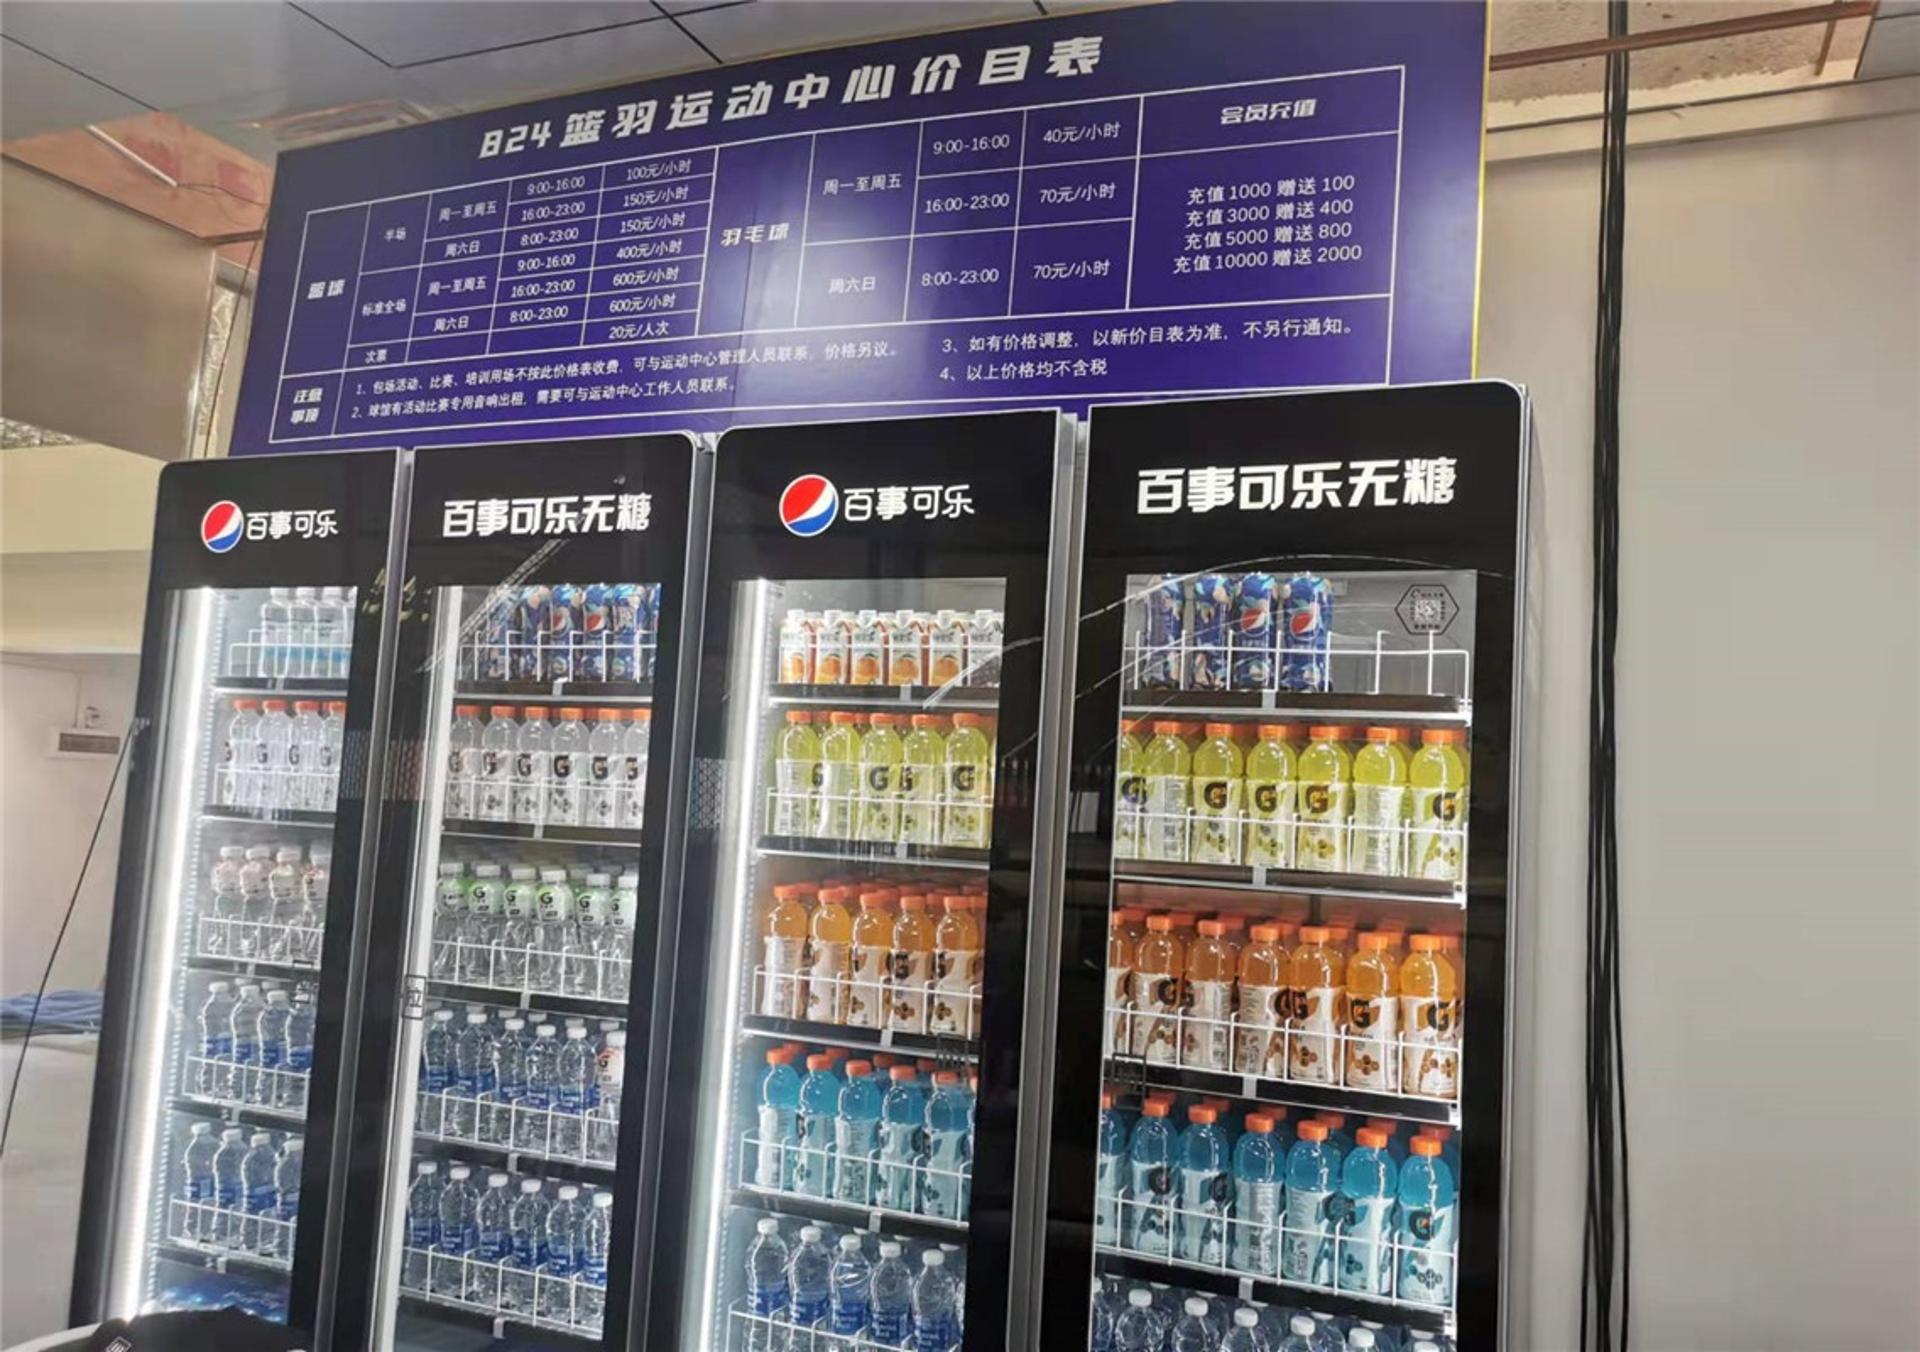 B24篮羽运动中心价目表
篮球
半场
周一至周五
9:00-16:00
100元/小时
16:00-23:00
150元/小时
周六日
8:00-23:00
150元/小时
标准全场
周一至周五
9:00-16:00
400元/小时
16:00-23:00
600元/小时
周六日
8:00-23:00
600元/小时
次票
20元/人次
羽毛球
周一至周五
9:00-16:00
40元/小时
16:00-23:00
70元/小时
周六日
8:00-23:00
70元/小时
会员充值
充值1000 赠送 100
充值3000 赠送 400
充值5000 赠送 800
充值10000 赠送 2000
注意
事项
1、包场活动、比赛、培训用场不按此价格表收费，可与运动中心管理人员联系，价格另议。
2、球馆有活动比赛专用音响出租，需要可与运动中心工作人员联系。
3、如有价格调整，以新价目表为准，不另行通知。
4、以上价格均不含税
百事可乐
百事可乐无糖
百事可乐
百事可乐无糖